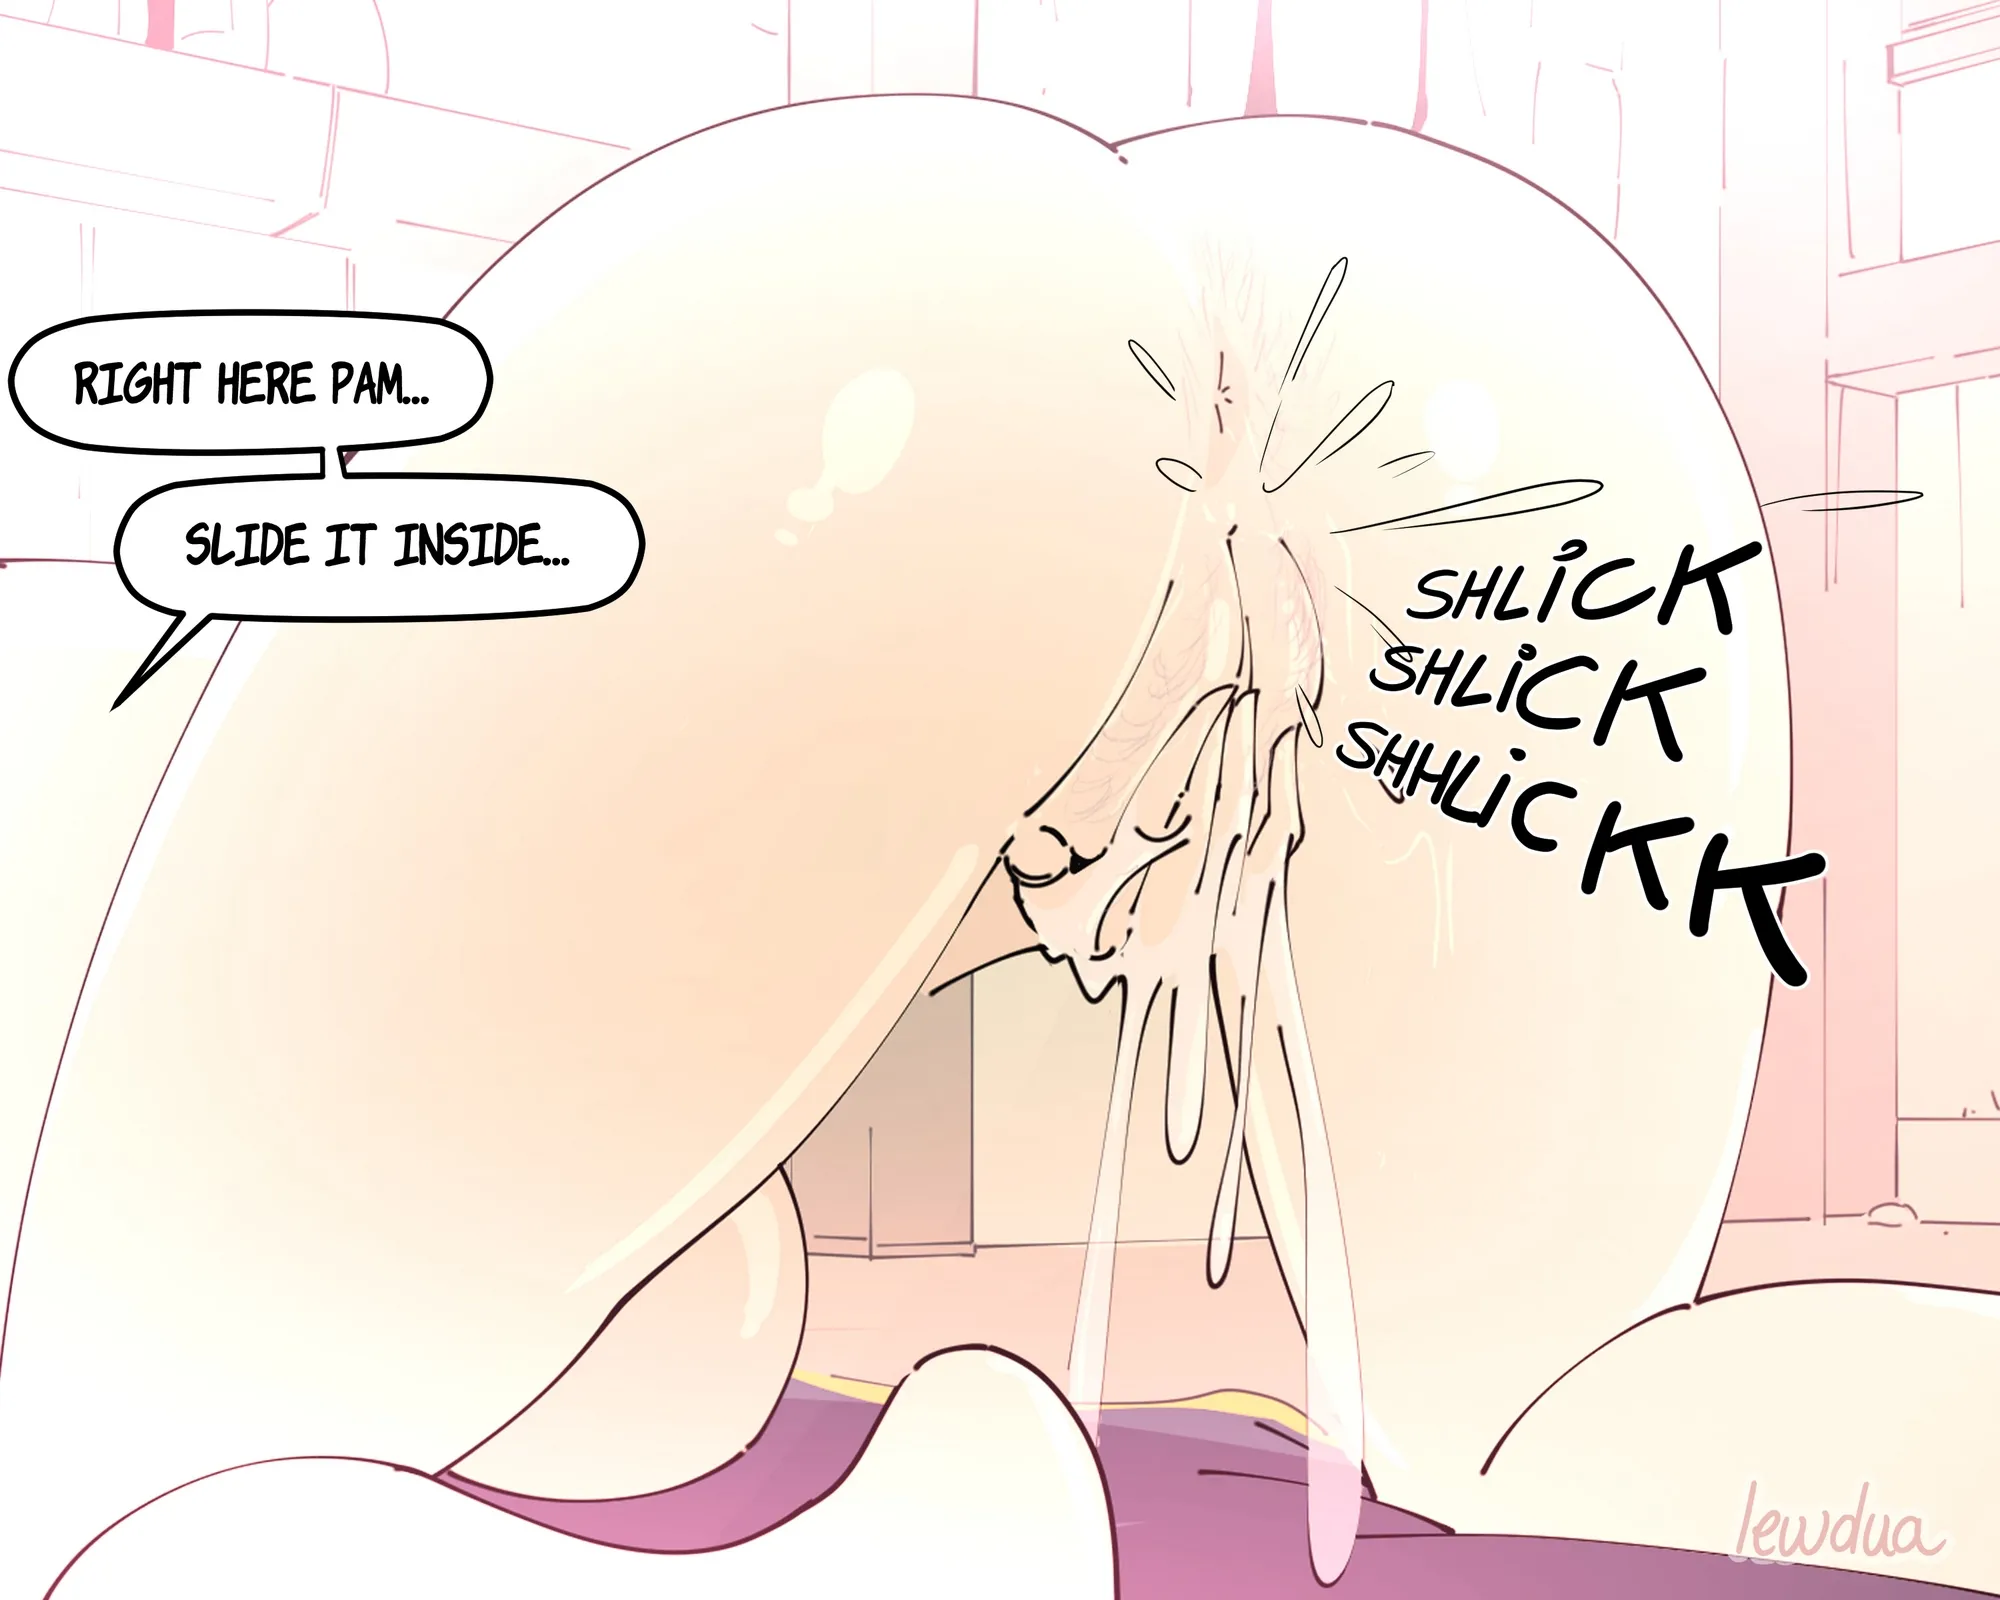 RIGHT HERE PAM...
SLIDE IT INSIDE...
SHLiCK
SHLiCK
SHHLiCKK
lewdua